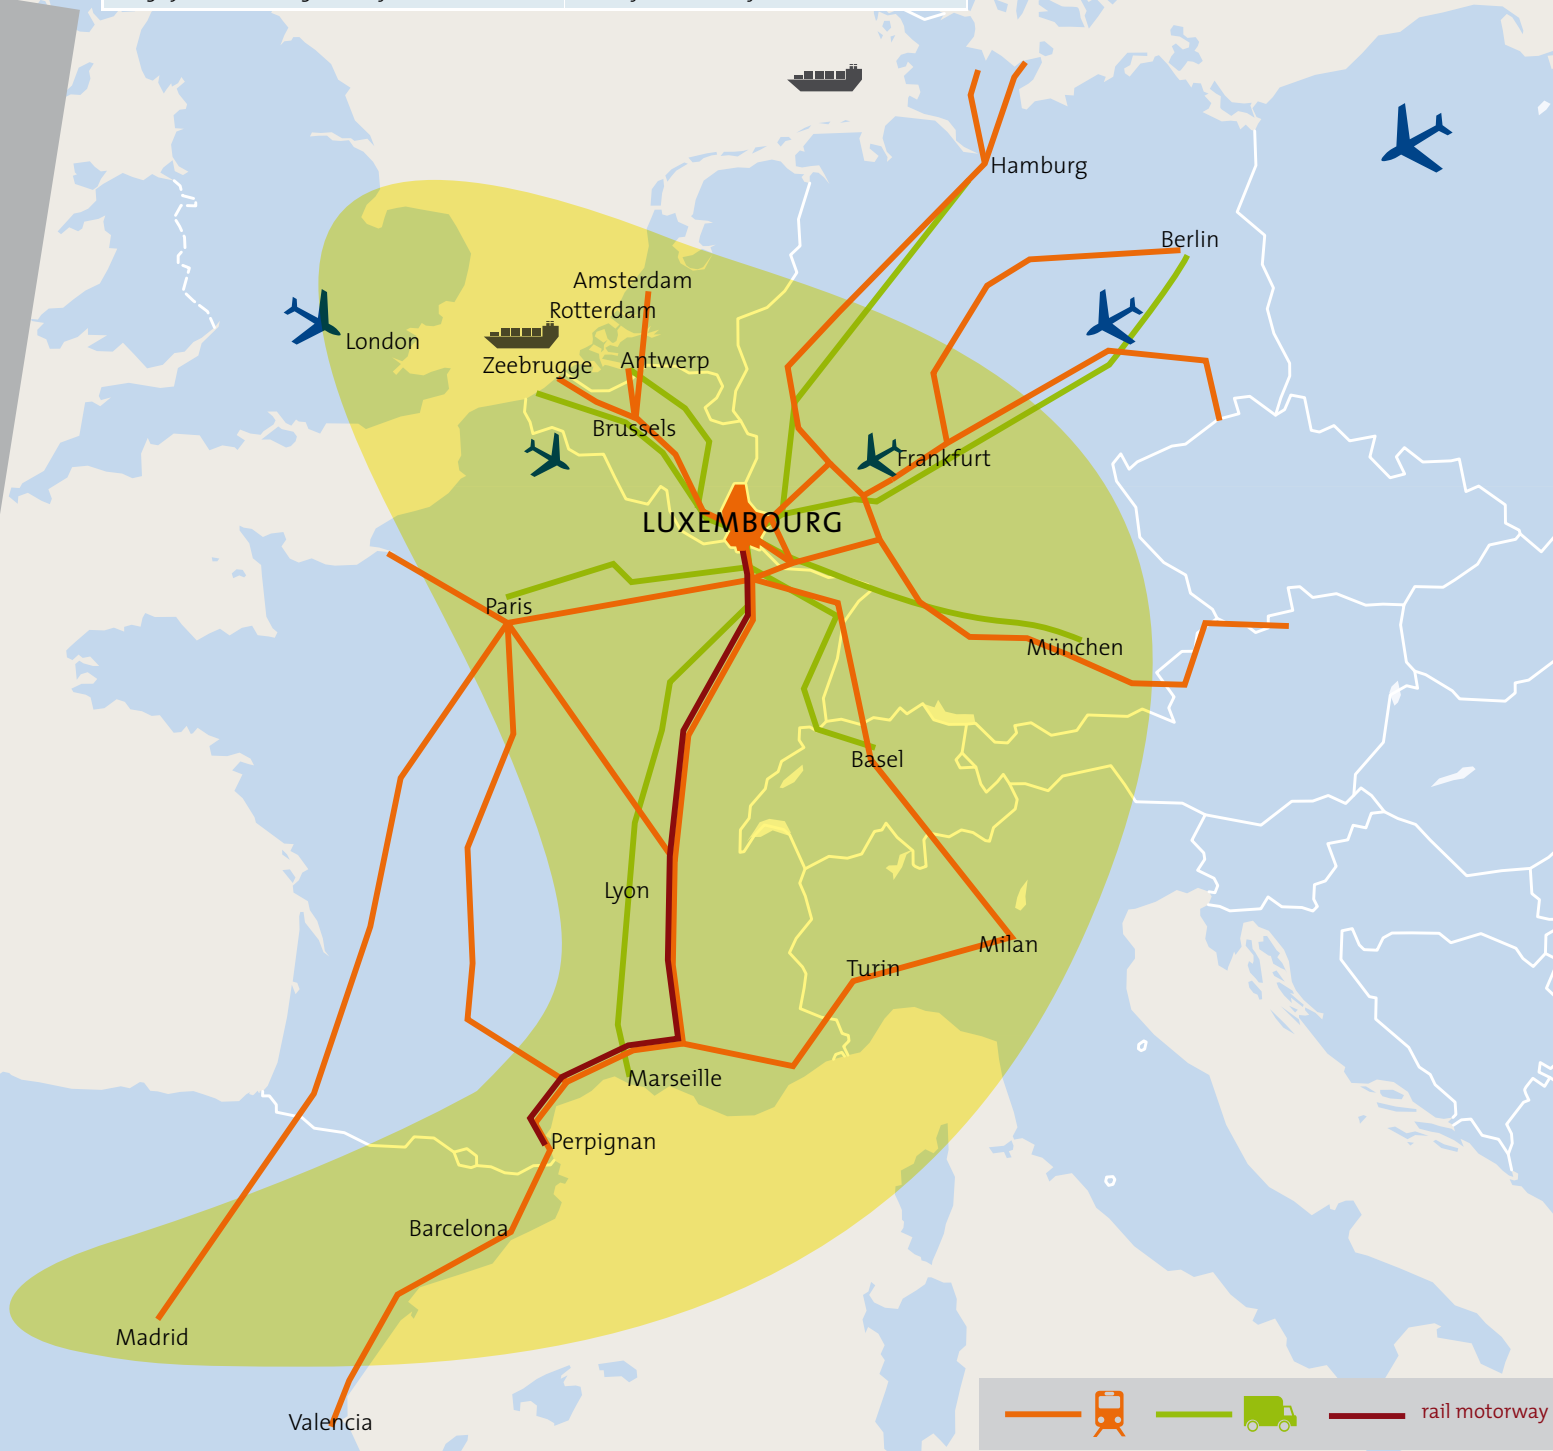 Hamburg
Berlin
Amsterdam
Rotterdam
London
Zeebrugge
Antwerp
Brussels
Frankfurt
LUXEMBOURG
Paris
München
Basel
Lyon
Milan
Turin
Marseille
Perpignan
Barcelona
Madrid
Valencia
rail motorway